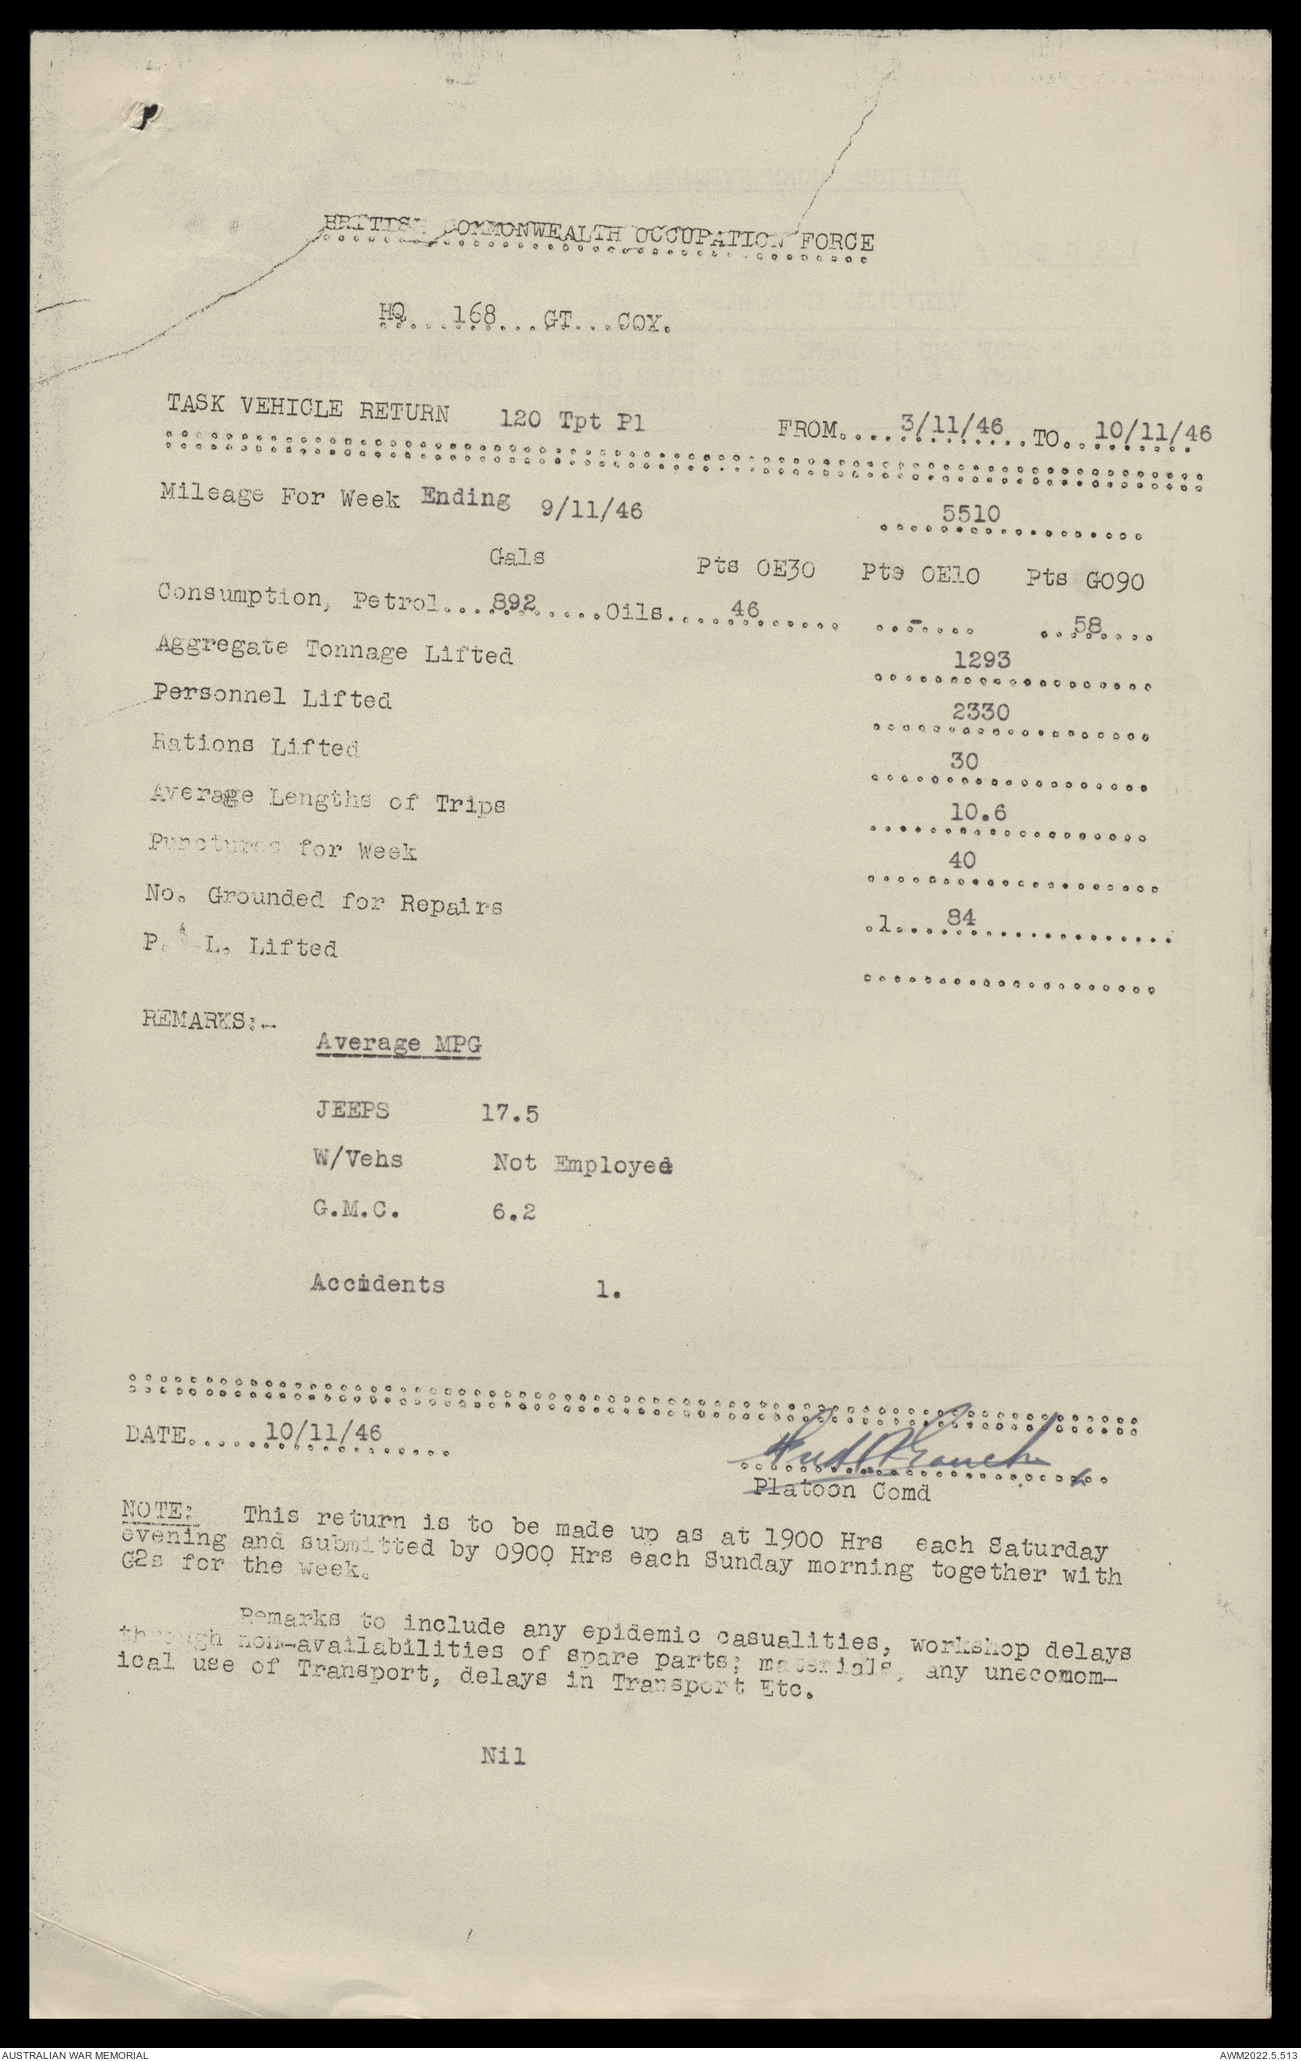 BRITISH COMMONWEALTH OCCUPATION FORCE
HQ....168...GT...COY.
TASK VEHICLE RETURN 120 Tpt Pl FROM.....3/11/46....TO...10/11/46
Mileage For Week Ending 9/11/46 5510
Gals Pts OE30 Pts OE10 Pts GO90
Consumption, Petrol....892.....Oils.....46...... - 58
Aggregate Tonnage Lifted 1293
Personnel Lifted 2330
Rations Lifted 30
Average Lengths of Trips 10.6
Punctures for Week 40
No. Grounded for Repairs .1.... 84
P. A L. Lifted
REMARKS:-
Average MPG
JEEPS 17.5
W/Vehs Not Employed
G.M.C. 6.2
Accidents 1.
DATE......10/11/46
Platoon Comd
NOTE: This return is to be made up as at 1900 Hrs each Saturday
evening and submitted by 0900 Hrs each Sunday morning together with
G2s for the week.
Remarks to include any epidemic casualities, workshop delays
through non-availabilities of spare parts; materials, any unecomom-
ical use of Transport, delays in Transport Etc.
Nil
AUSTRALIAN WAR MEMORIAL AWM2022.5.513